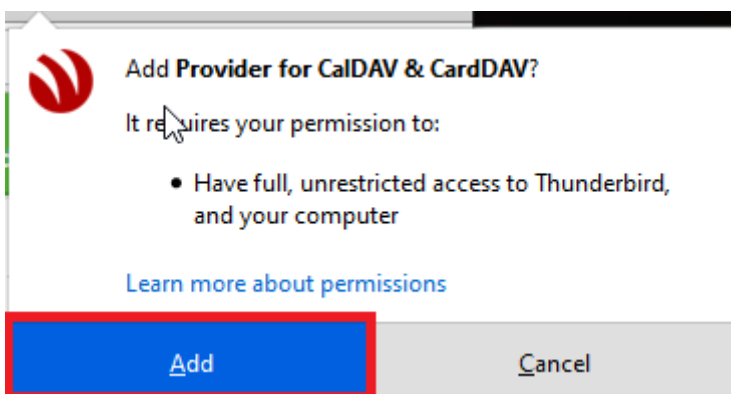 Add Provider for CalDAV & CardDAV?
It requires your permission to:
• Have full, unrestricted access to Thunderbird,
and your computer
Learn more about permissions
Add
Cancel